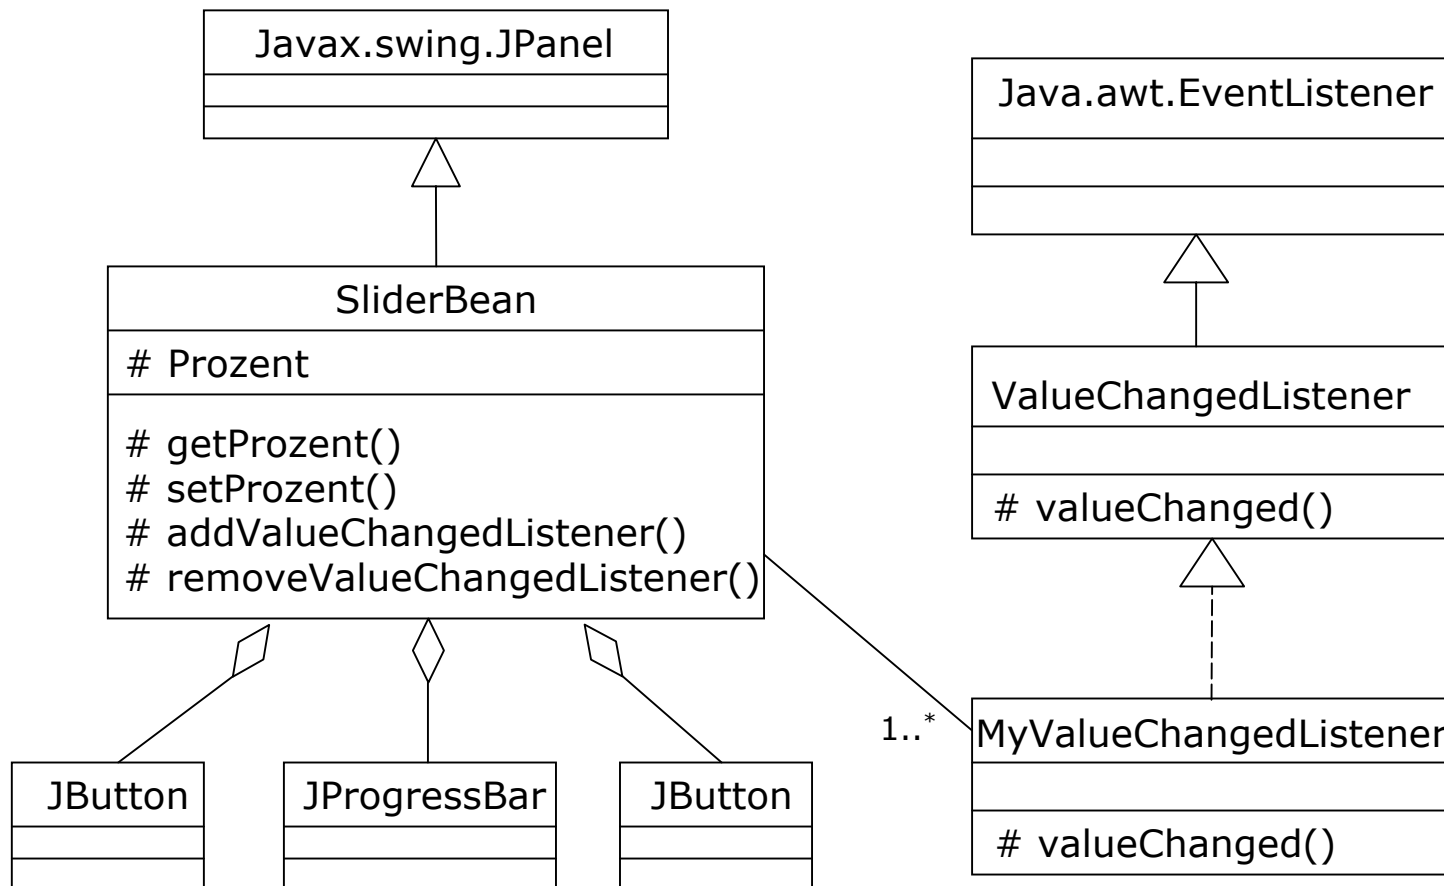 Javax.swing.JPanel
Java.awt.EventListener
SliderBean
# Prozent
# getProzent()
# setProzent()
# addValueChangedListener()
# removeValueChangedListener()
ValueChangedListener
# valueChanged()
1..*
MyValueChangedListener
# valueChanged()
JButton
JProgressBar
JButton